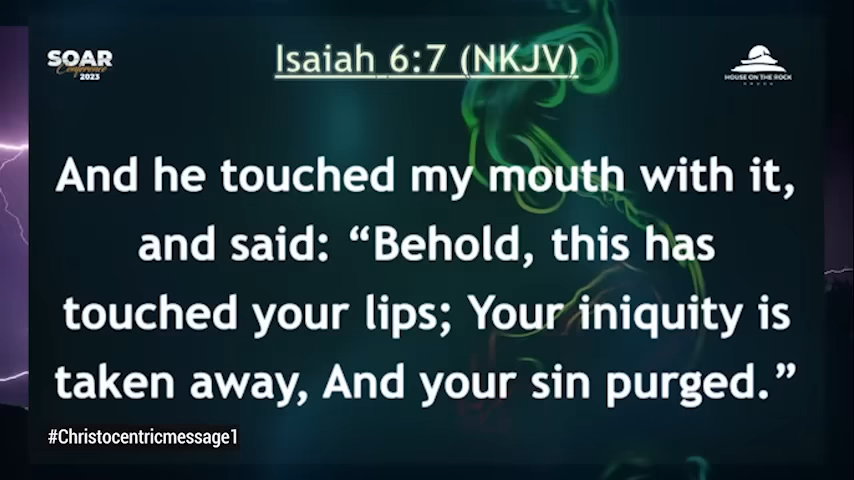 SOAR
Conference
2023
Isaiah 6:7 (NKJV)
HOUSE ON THE ROCK
And he touched my mouth with it,
and said: “Behold, this has
touched your lips; Your iniquity is
taken away, And your sin purged.”
#Christocentricmessage1